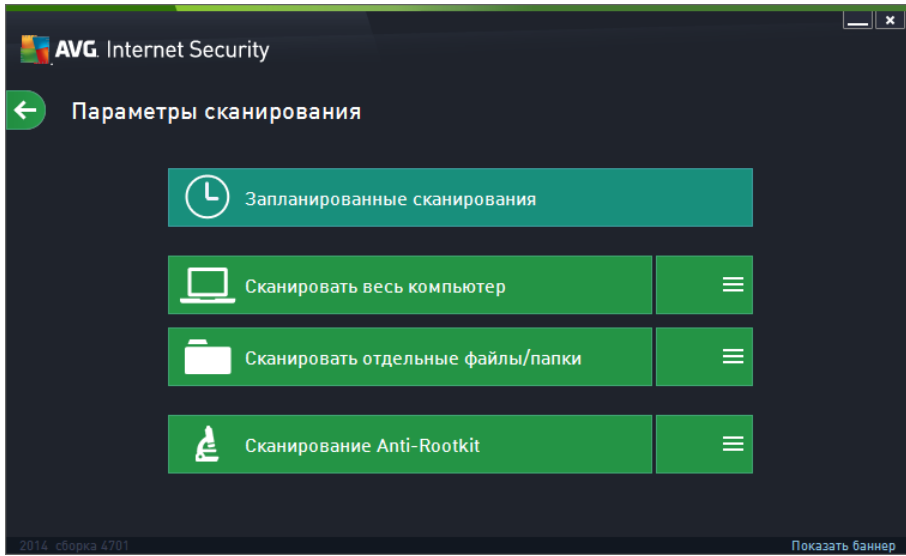 AVG. Internet Security
Параметры сканирования
Запланированные сканирования
Сканировать весь компьютер
Сканировать отдельные файлы/папки
Сканирование Anti-Rootkit
2014 сборка 4701
Показать баннер